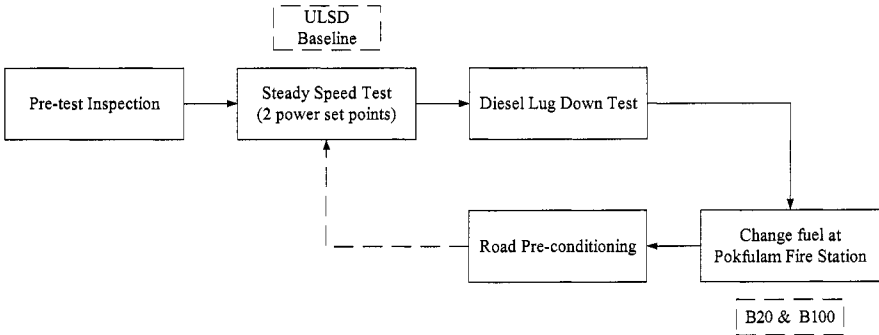 ULSD
Baseline
Pre-test Inspection
Steady Speed Test
(2 power set points)
Diesel Lug Down Test
Road Pre-conditioning
Change fuel at
Pokfulam Fire Station
B20 & B100